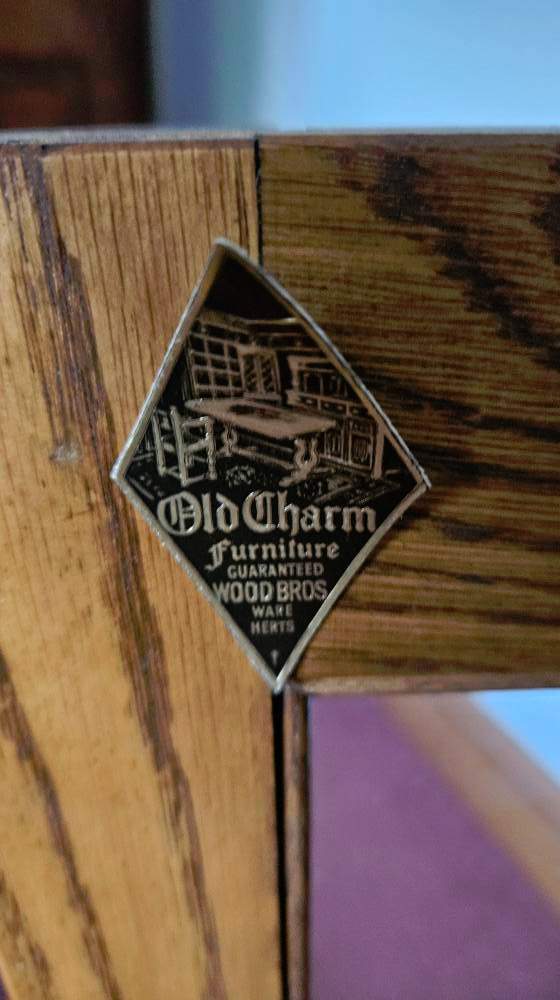 Old Charm
Furniture
GUARANTEED
WOOD BROS.
WARE
HERTS